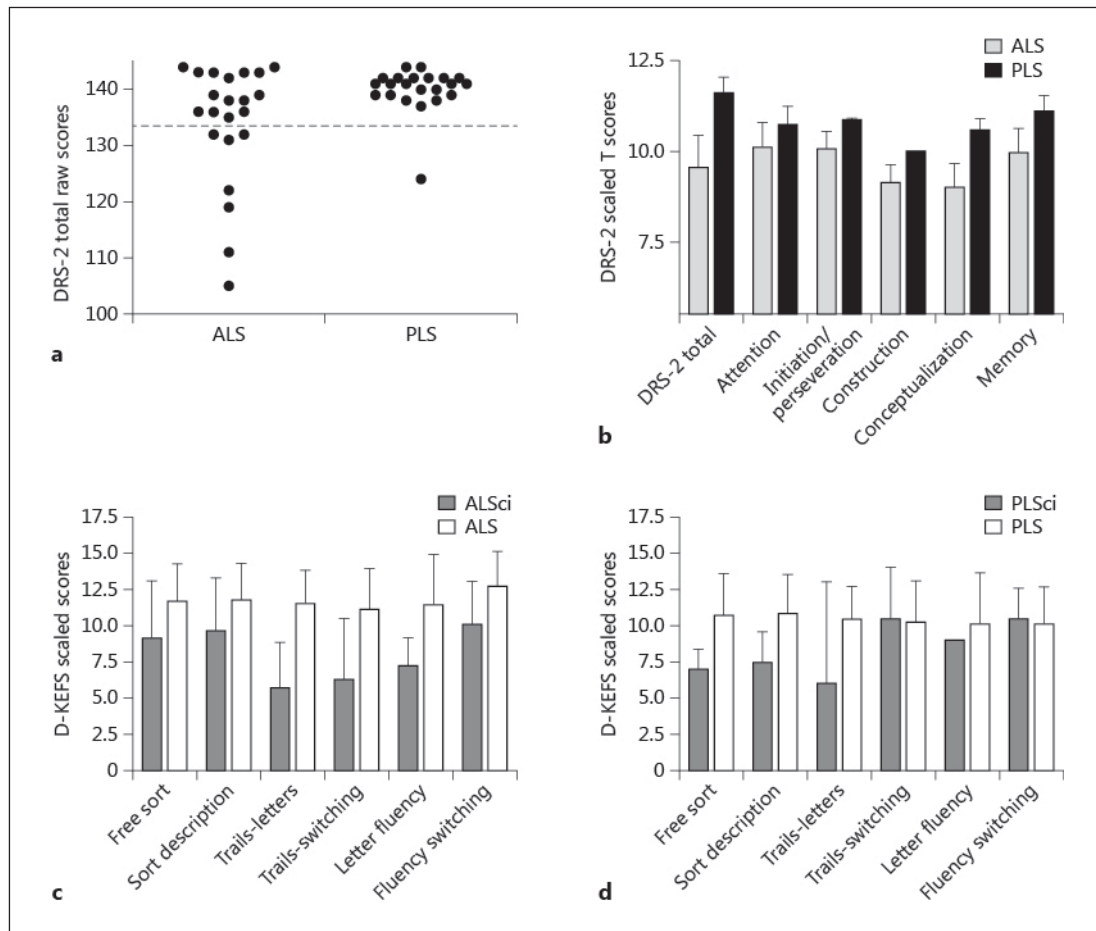 140
130
120
110
100
DRS-2 total raw scores
ALS
PLS
a
ALS
PLS
12.5
10.0
7.5
DRS-2 scaled T scores
DRS-2 total
Attention
Initiation/
perseveration
Construction
Conceptualization
Memory
b
ALSci
ALS
17.5
15.0
12.5
10.0
7.5
5.0
2.5
0
D-KEFS scaled scores
Free sort
Sort description
Trails-letters
Trails-switching
Letter fluency
Fluency switching
c
PLSci
PLS
17.5
15.0
12.5
10.0
7.5
5.0
2.5
0
D-KEFS scaled scores
Free sort
Sort description
Trails-letters
Trails-switching
Letter fluency
Fluency switching
d